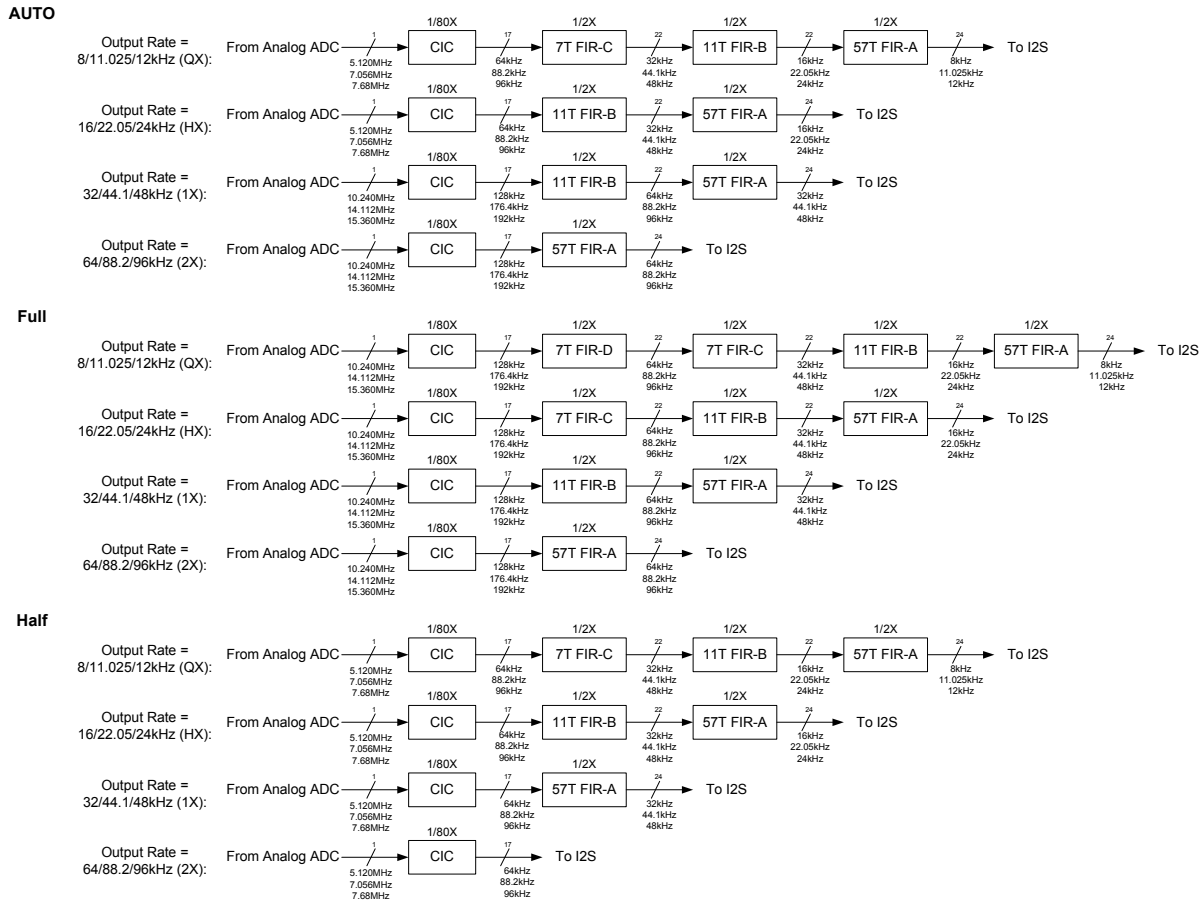 AUTO
1/80X 1/2X 1/2X 1/2X
Output Rate =
8/11.025/12kHz (QX):
From Analog ADC 1 CIC 17 7T FIR-C 22 11T FIR-B 22 57T FIR-A 24 To I2S
5.120MHz 64kHz 32kHz 16kHz 8kHz
7.056MHz 88.2kHz 44.1kHz 22.05kHz 11.025kHz
7.68MHz 96kHz 48kHz 24kHz 12kHz
1/80X 1/2X 1/2X
Output Rate =
16/22.05/24kHz (HX):
From Analog ADC 1 CIC 17 11T FIR-B 22 57T FIR-A 24 To I2S
5.120MHz 64kHz 32kHz 16kHz
7.056MHz 88.2kHz 44.1kHz 22.05kHz
7.68MHz 96kHz 48kHz 24kHz
1/80X 1/2X 1/2X
Output Rate =
32/44.1/48kHz (1X):
From Analog ADC 1 CIC 17 11T FIR-B 22 57T FIR-A 24 To I2S
10.240MHz 128kHz 64kHz 32kHz
14.112MHz 176.4kHz 88.2kHz 44.1kHz
15.360MHz 192kHz 96kHz 48kHz
1/80X 1/2X
Output Rate =
64/88.2/96kHz (2X):
From Analog ADC 1 CIC 17 57T FIR-A 24 To I2S
10.240MHz 128kHz 64kHz
14.112MHz 176.4kHz 88.2kHz
15.360MHz 192kHz 96kHz
Full
1/80X 1/2X 1/2X 1/2X 1/2X
Output Rate =
8/11.025/12kHz (QX):
From Analog ADC 1 CIC 17 7T FIR-D 22 7T FIR-C 22 11T FIR-B 22 57T FIR-A 24 To I2S
10.240MHz 128kHz 64kHz 32kHz 16kHz 8kHz
14.112MHz 176.4kHz 88.2kHz 44.1kHz 22.05kHz 11.025kHz
15.360MHz 192kHz 96kHz 48kHz 24kHz 12kHz
1/80X 1/2X 1/2X 1/2X
Output Rate =
16/22.05/24kHz (HX):
From Analog ADC 1 CIC 17 7T FIR-C 22 11T FIR-B 22 57T FIR-A 24 To I2S
10.240MHz 128kHz 64kHz 32kHz 16kHz
14.112MHz 176.4kHz 88.2kHz 44.1kHz 22.05kHz
15.360MHz 192kHz 96kHz 48kHz 24kHz
1/80X 1/2X 1/2X
Output Rate =
32/44.1/48kHz (1X):
From Analog ADC 1 CIC 17 11T FIR-B 22 57T FIR-A 24 To I2S
10.240MHz 128kHz 64kHz 32kHz
14.112MHz 176.4kHz 88.2kHz 44.1kHz
15.360MHz 192kHz 96kHz 48kHz
1/80X 1/2X
Output Rate =
64/88.2/96kHz (2X):
From Analog ADC 1 CIC 17 57T FIR-A 24 To I2S
10.240MHz 128kHz 64kHz
14.112MHz 176.4kHz 88.2kHz
15.360MHz 192kHz 96kHz
Half
1/80X 1/2X 1/2X 1/2X
Output Rate =
8/11.025/12kHz (QX):
From Analog ADC 1 CIC 17 7T FIR-C 22 11T FIR-B 22 57T FIR-A 24 To I2S
5.120MHz 64kHz 32kHz 16kHz 8kHz
7.056MHz 88.2kHz 44.1kHz 22.05kHz 11.025kHz
7.68MHz 96kHz 48kHz 24kHz 12kHz
1/80X 1/2X 1/2X
Output Rate =
16/22.05/24kHz (HX):
From Analog ADC 1 CIC 17 11T FIR-B 22 57T FIR-A 24 To I2S
5.120MHz 64kHz 32kHz 16kHz
7.056MHz 88.2kHz 44.1kHz 22.05kHz
7.68MHz 96kHz 48kHz 24kHz
1/80X 1/2X
Output Rate =
32/44.1/48kHz (1X):
From Analog ADC 1 CIC 17 57T FIR-A 24 To I2S
5.120MHz 64kHz 32kHz
7.056MHz 88.2kHz 44.1kHz
7.68MHz 96kHz 48kHz
1/80X
Output Rate =
64/88.2/96kHz (2X):
From Analog ADC 1 CIC 17 To I2S
5.120MHz 64kHz
7.056MHz 88.2kHz
7.68MHz 96kHz